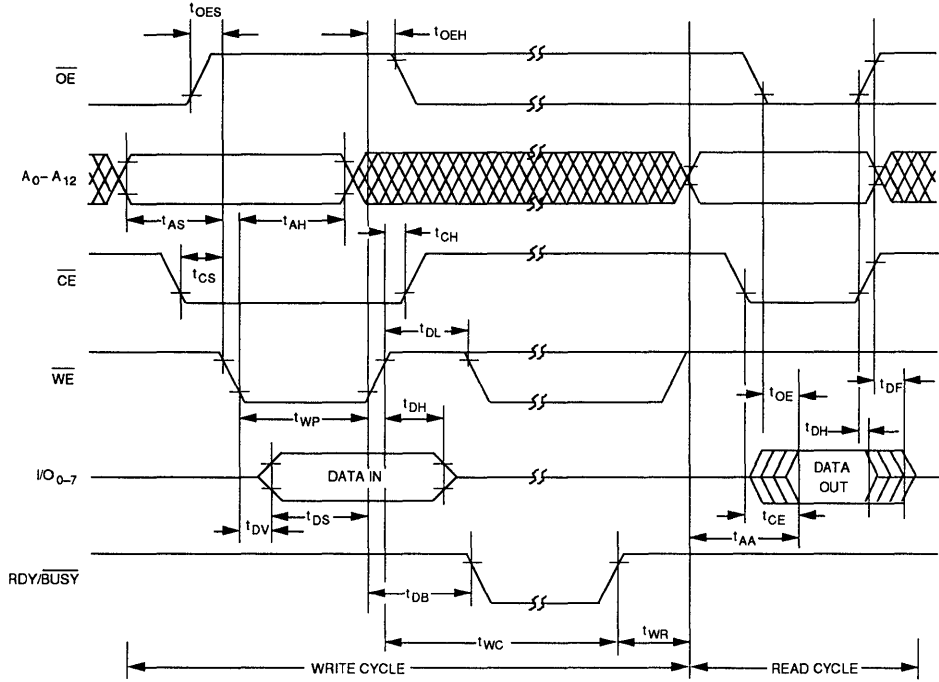 tOES
tOEH
OE
A0–A12
tAS
tAH
tCH
CE
tCS
tDL
WE
tOE
tDF
tWP
tDH
tDH
I/O0–7
DATA IN
DATA
OUT
tDV
tDS
tCE
tAA
RDY/BUSY
tDB
tWC
tWR
WRITE CYCLE
READ CYCLE